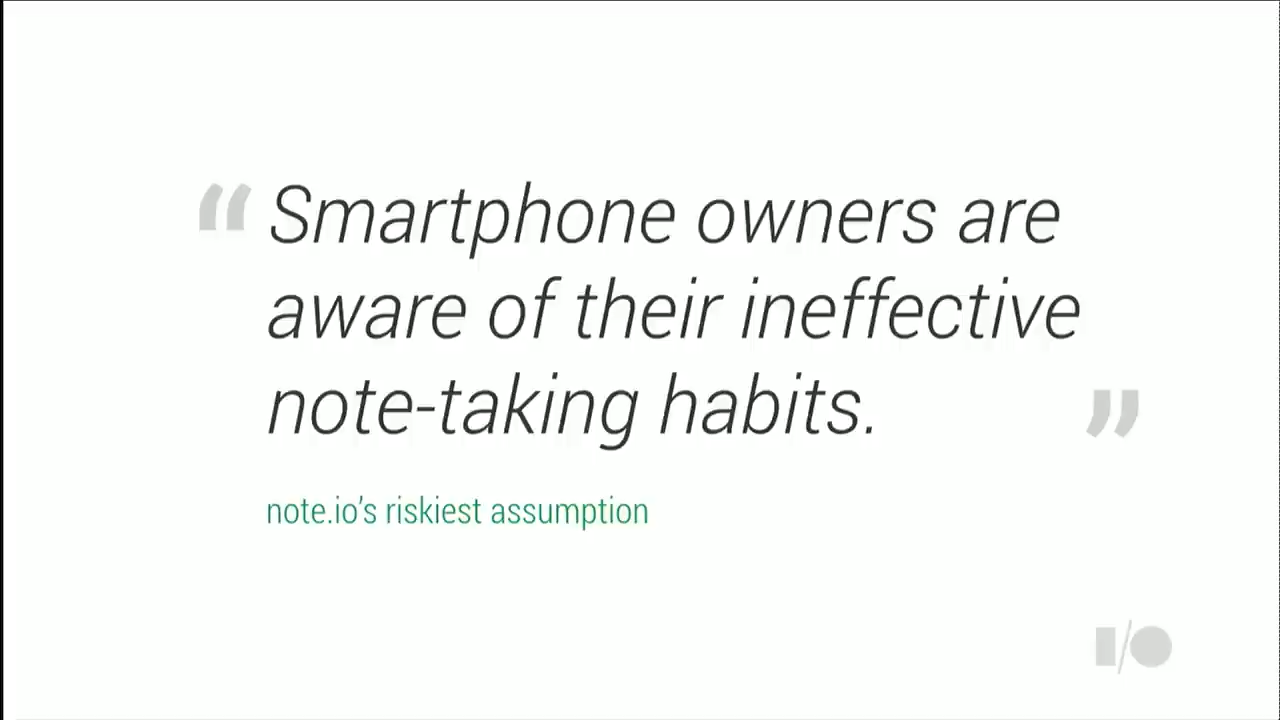 “Smartphone owners are
aware of their ineffective
note-taking habits.”
note.io’s riskiest assumption
I/O